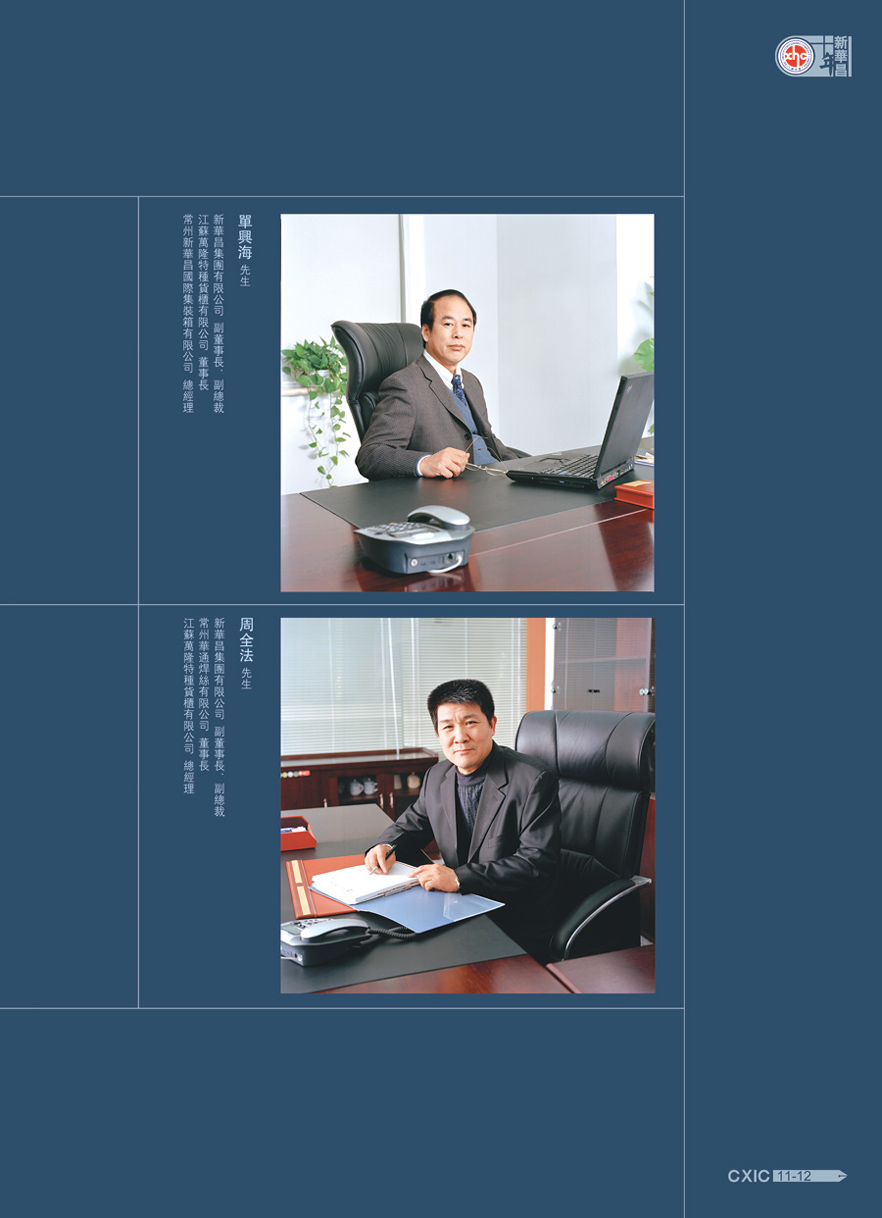 新華昌
十年
xhc
單興海 先生
新華昌集團有限公司 副董事長、副總裁
江蘇萬隆特種貨櫃有限公司 董事長
常州新華昌國際集裝箱有限公司 總經理
周全法 先生
新華昌集團有限公司 副董事長、副總裁
常州華通焊絲有限公司 董事長
江蘇萬隆特種貨櫃有限公司 總經理
CXIC 11-12